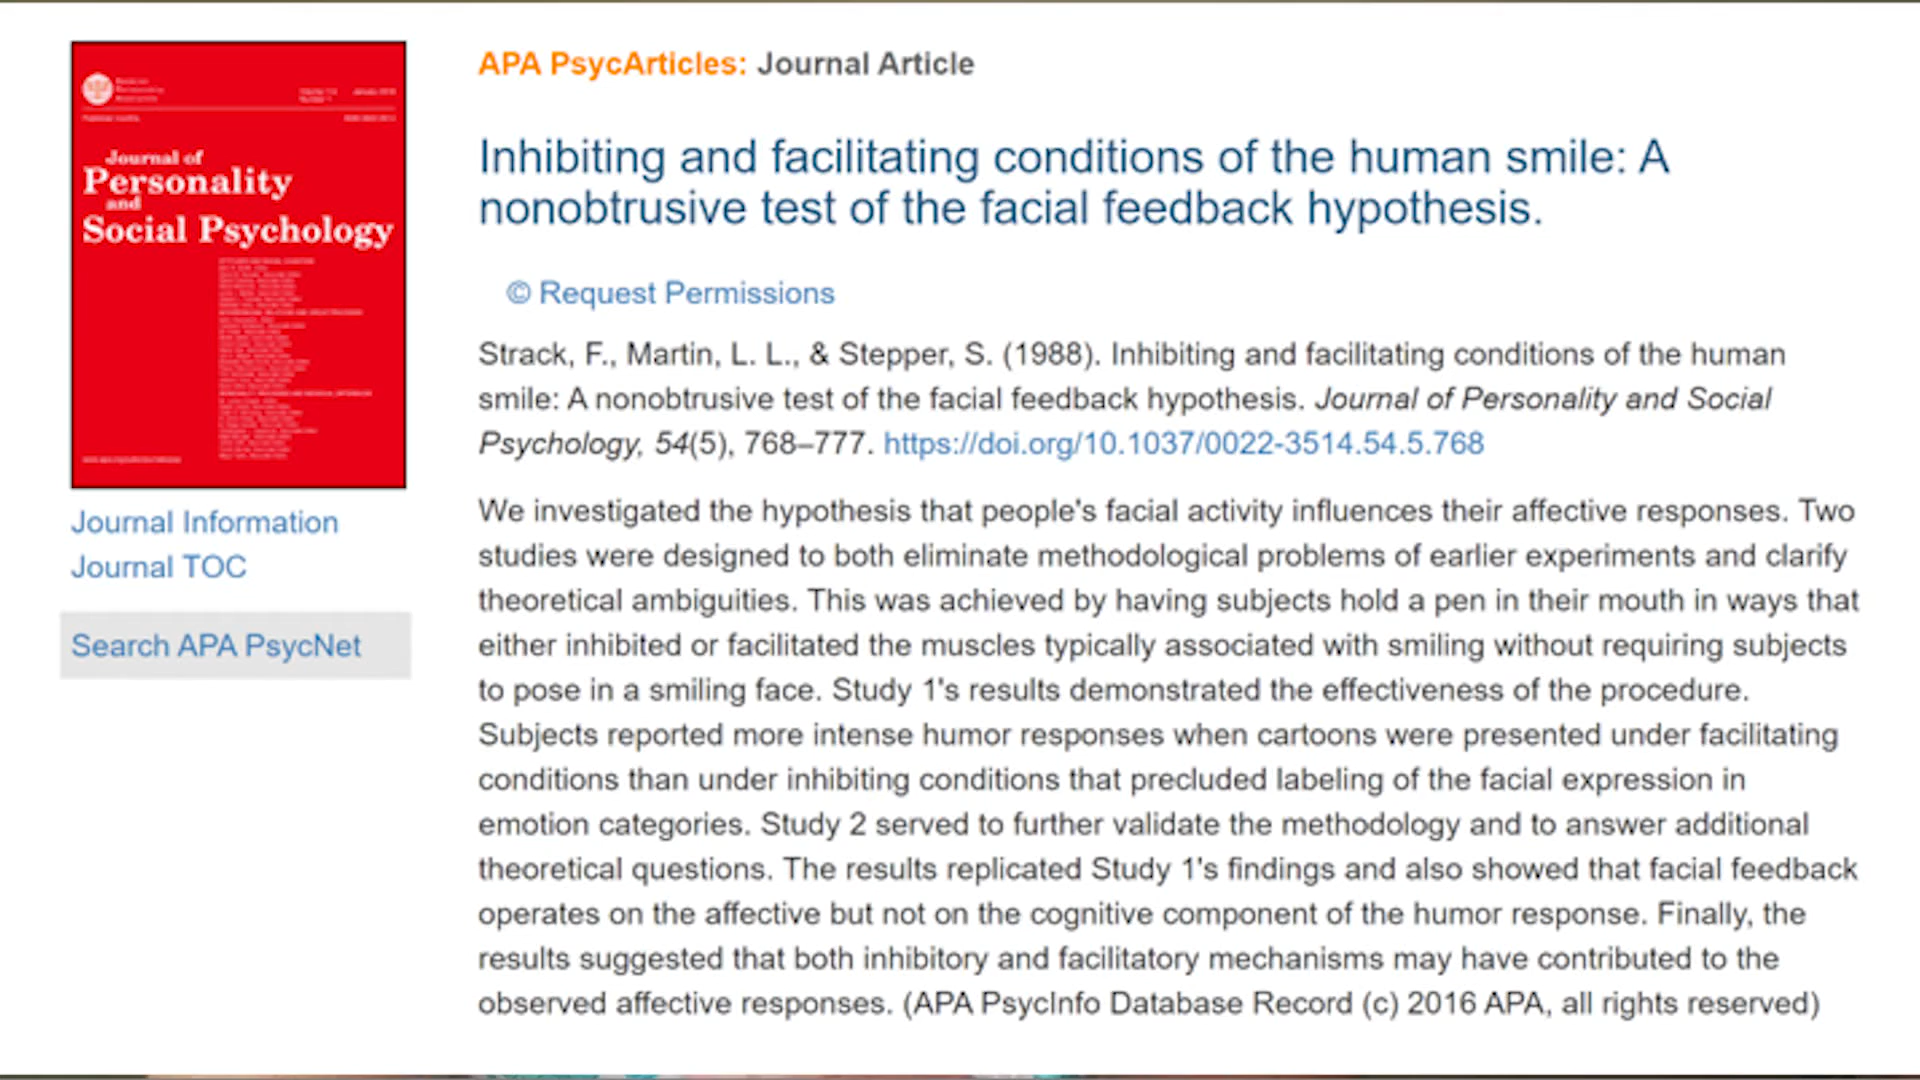 Journal of
Personality
and
Social Psychology
Journal Information
Journal TOC
Search APA PsycNet
APA PsycArticles: Journal Article
Inhibiting and facilitating conditions of the human smile: A
nonobtrusive test of the facial feedback hypothesis.
© Request Permissions
Strack, F., Martin, L. L., & Stepper, S. (1988). Inhibiting and facilitating conditions of the human
smile: A nonobtrusive test of the facial feedback hypothesis. Journal of Personality and Social
Psychology, 54(5), 768–777. https://doi.org/10.1037/0022-3514.54.5.768
We investigated the hypothesis that people's facial activity influences their affective responses. Two
studies were designed to both eliminate methodological problems of earlier experiments and clarify
theoretical ambiguities. This was achieved by having subjects hold a pen in their mouth in ways that
either inhibited or facilitated the muscles typically associated with smiling without requiring subjects
to pose in a smiling face. Study 1's results demonstrated the effectiveness of the procedure.
Subjects reported more intense humor responses when cartoons were presented under facilitating
conditions than under inhibiting conditions that precluded labeling of the facial expression in
emotion categories. Study 2 served to further validate the methodology and to answer additional
theoretical questions. The results replicated Study 1's findings and also showed that facial feedback
operates on the affective but not on the cognitive component of the humor response. Finally, the
results suggested that both inhibitory and facilitatory mechanisms may have contributed to the
observed affective responses. (APA PsycInfo Database Record (c) 2016 APA, all rights reserved)